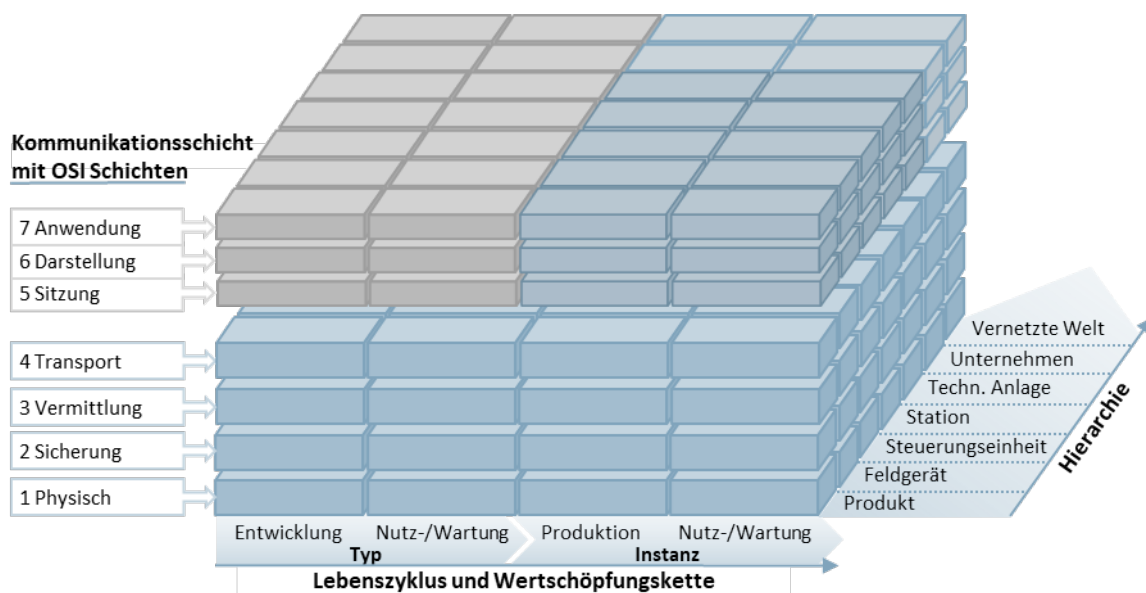 Kommunikationsschicht
mit OSI Schichten
7 Anwendung
6 Darstellung
5 Sitzung
4 Transport
3 Vermittlung
2 Sicherung
1 Physisch
Vernetzte Welt
Unternehmen
Techn. Anlage
Station
Steuerungseinheit
Feldgerät
Produkt
Hierarchie
Entwicklung Nutz-/Wartung Produktion Nutz-/Wartung
Typ Instanz
Lebenszyklus und Wertschöpfungskette